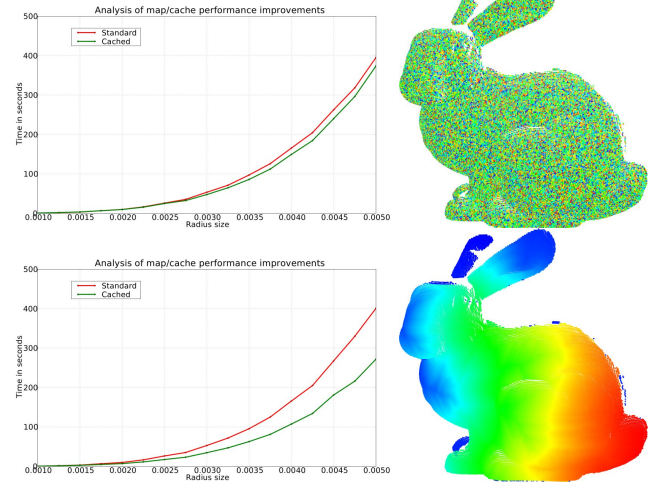 Analysis of map/cache performance improvements
500
400
300
200
100
0
Time in seconds
Standard
Cached
0.0010 0.0015 0.0020 0.0025 0.0030 0.0035 0.0040 0.0045 0.0050
Radius size
Analysis of map/cache performance improvements
500
400
300
200
100
0
Time in seconds
Standard
Cached
0.0010 0.0015 0.0020 0.0025 0.0030 0.0035 0.0040 0.0045 0.0050
Radius size